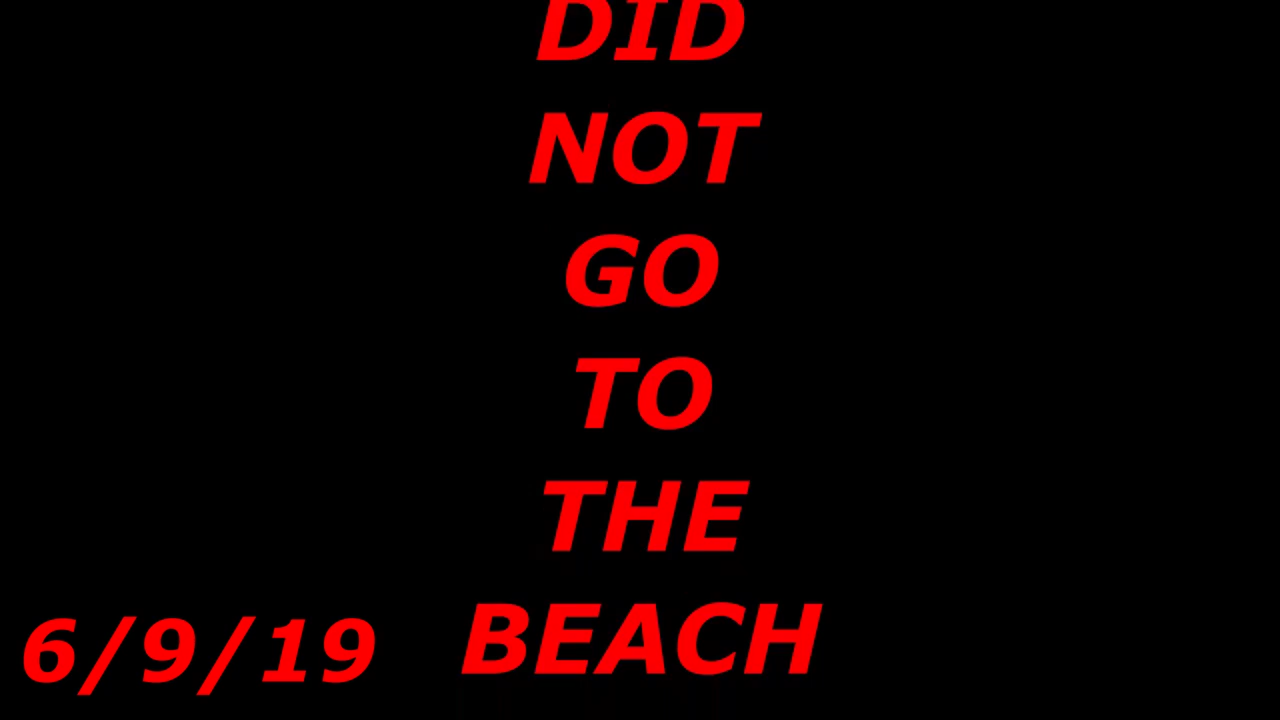 DID
NOT
GO
TO
THE
BEACH
6/9/19